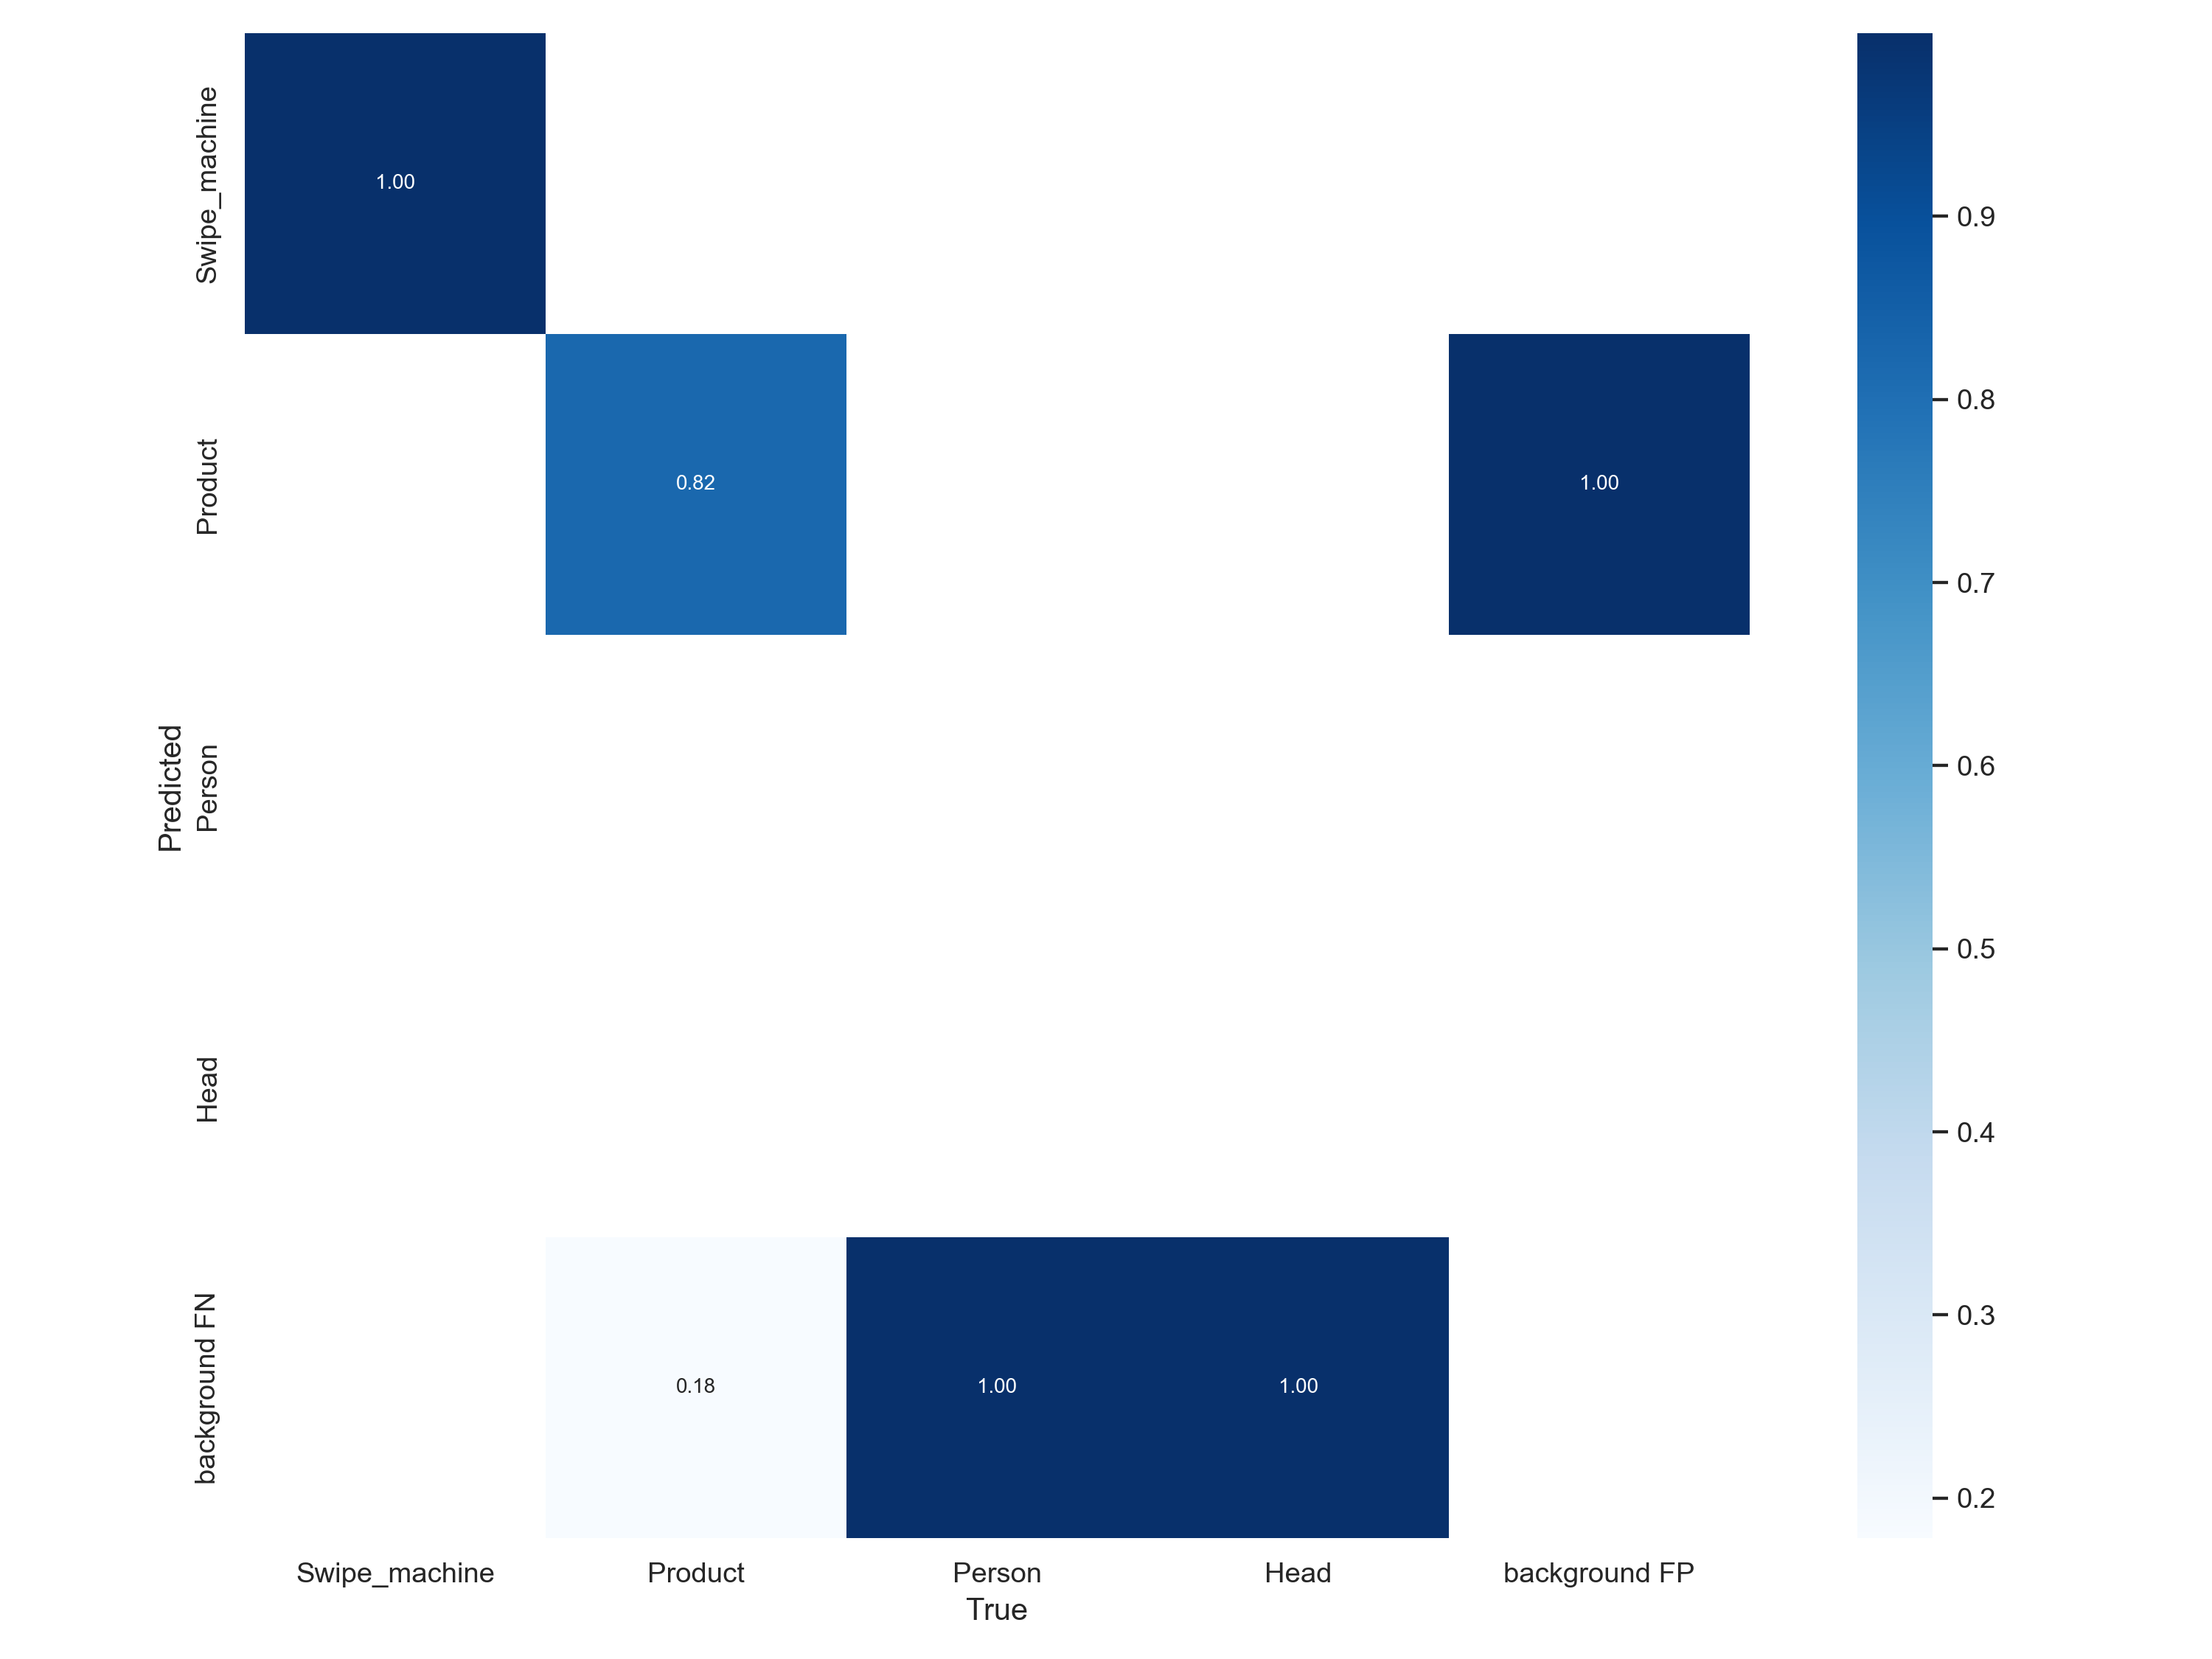 Swipe_machine
Product
Person
Head
background FN
Predicted
1.00
0.82
1.00
0.18
1.00
1.00
Swipe_machine
Product
Person
Head
background FP
True
0.9
0.8
0.7
0.6
0.5
0.4
0.3
0.2